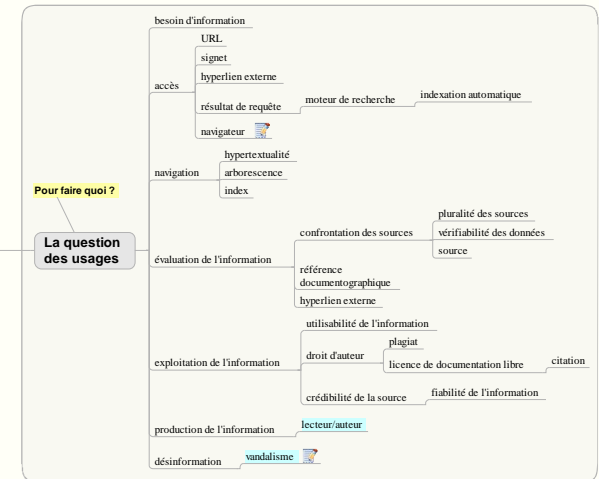 besoin d'information
URL
signet
accès
hyperlien externe
résultat de requête
moteur de recherche
indexation automatique
navigateur
hypertextualité
navigation
arborescence
index
Pour faire quoi ?
La question
des usages
pluralité des sources
confrontation des sources
vérifiabilité des données
source
évaluation de l'information
référence
documentographique
hyperlien externe
utilisabilité de l'information
plagiat
droit d'auteur
licence de documentation libre
citation
exploitation de l'information
crédibilité de la source
fiabilité de l'information
production de l'information
lecteur/auteur
désinformation
vandalisme